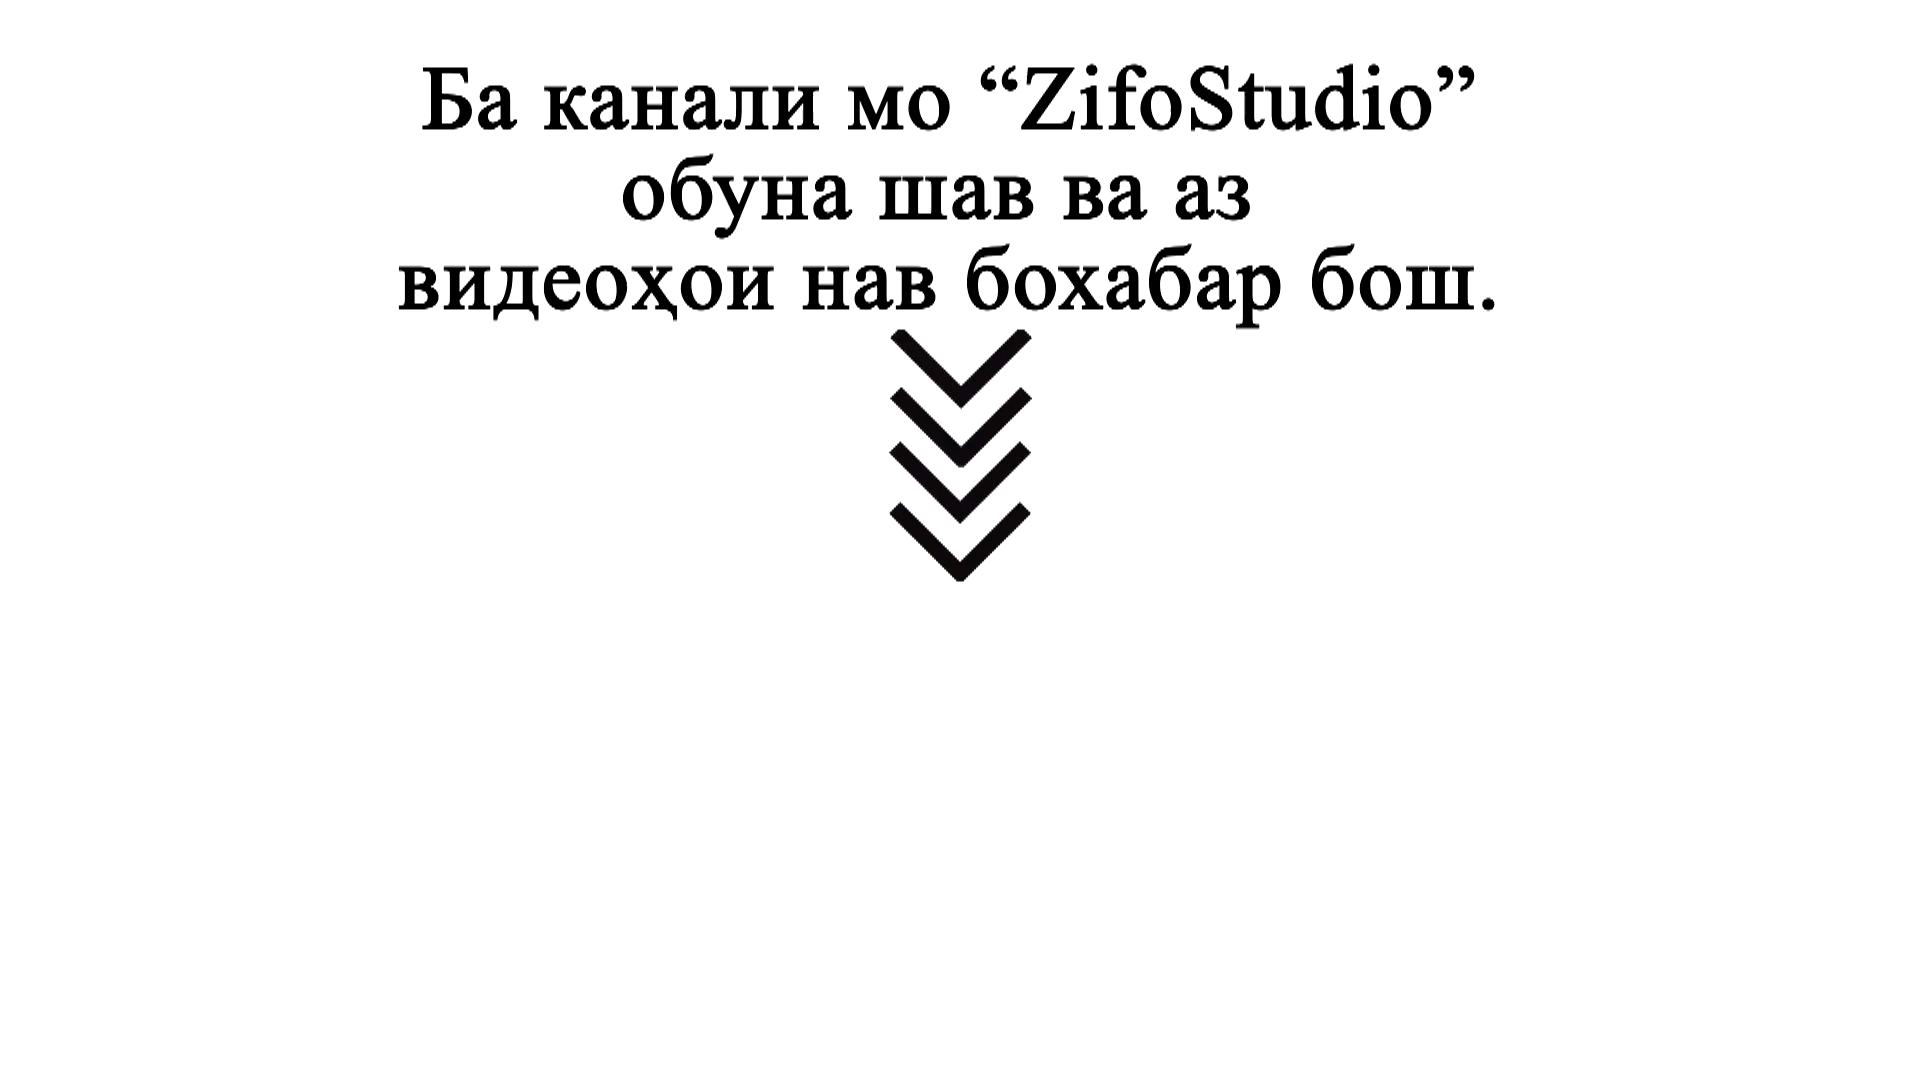 Ба канали мо “ZifoStudio”
обуна шав ва аз
видеоҳои нав бохабар бош.